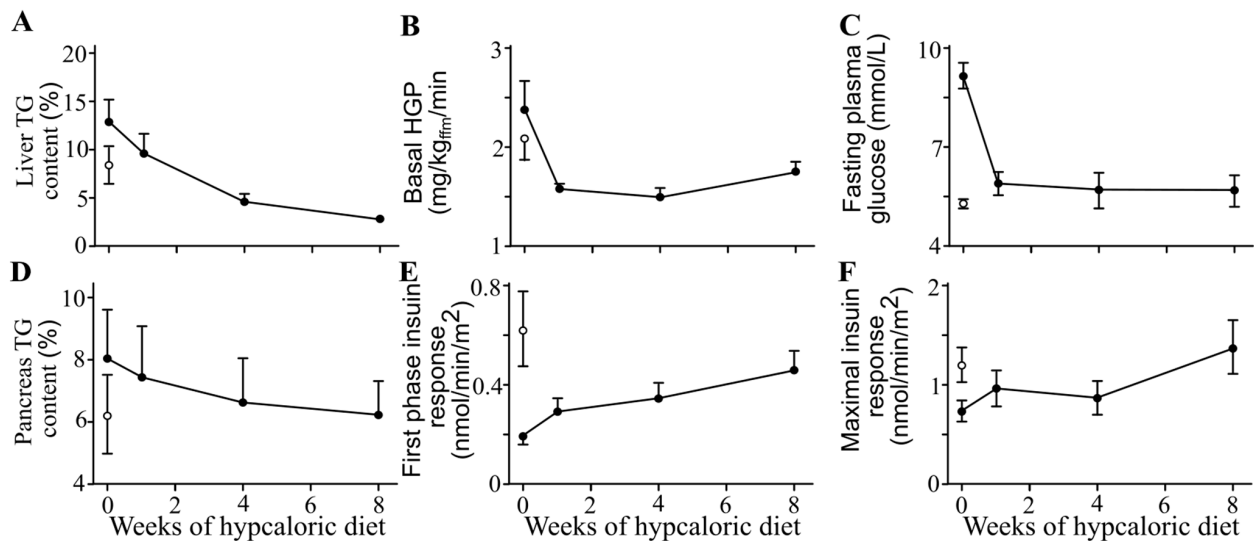 A
Liver TG
content (%)
20
15
10
5
0
B
Basal HGP
(mg/kgffm/min
3
2
1
C
Fasting plasma
glucose (mmol/L)
10
7
4
D
Pancreas TG
content (%)
10
8
6
4
0 2 4 6 8
Weeks of hypcaloric diet
E
First phase insuin
response
(nmol/min/m2)
0.8
0.4
0
0 2 4 6 8
Weeks of hypcaloric diet
F
Maximal insuin
response
(nmol/min/m2)
2
1
0
0 2 4 6 8
Weeks of hypcaloric diet